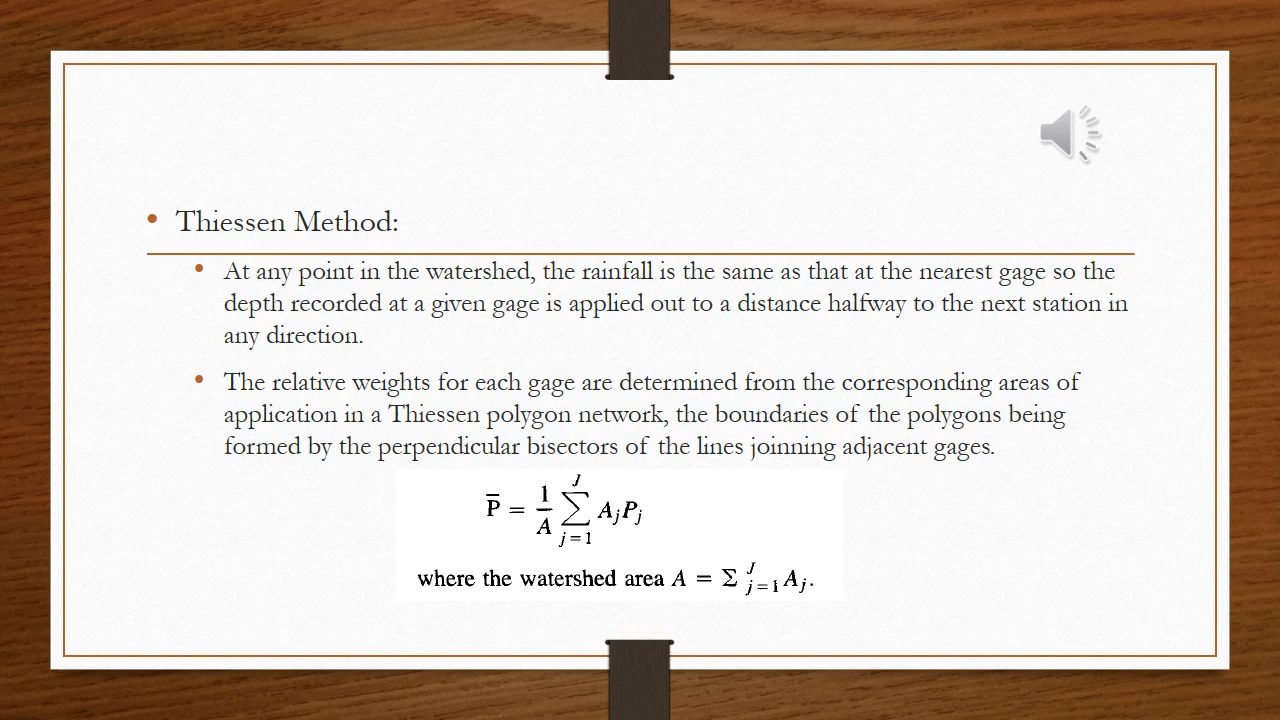 • Thiessen Method:
• At any point in the watershed, the rainfall is the same as that at the nearest gage so the
depth recorded at a given gage is applied out to a distance halfway to the next station in
any direction.
• The relative weights for each gage are determined from the corresponding areas of
application in a Thiessen polygon network, the boundaries of the polygons being
formed by the perpendicular bisectors of the lines joinning adjacent gages.
P̅ = 1/A Σ_{j=1}^{J} A_j P_j
where the watershed area A = Σ_{j=1}^{J} A_j.